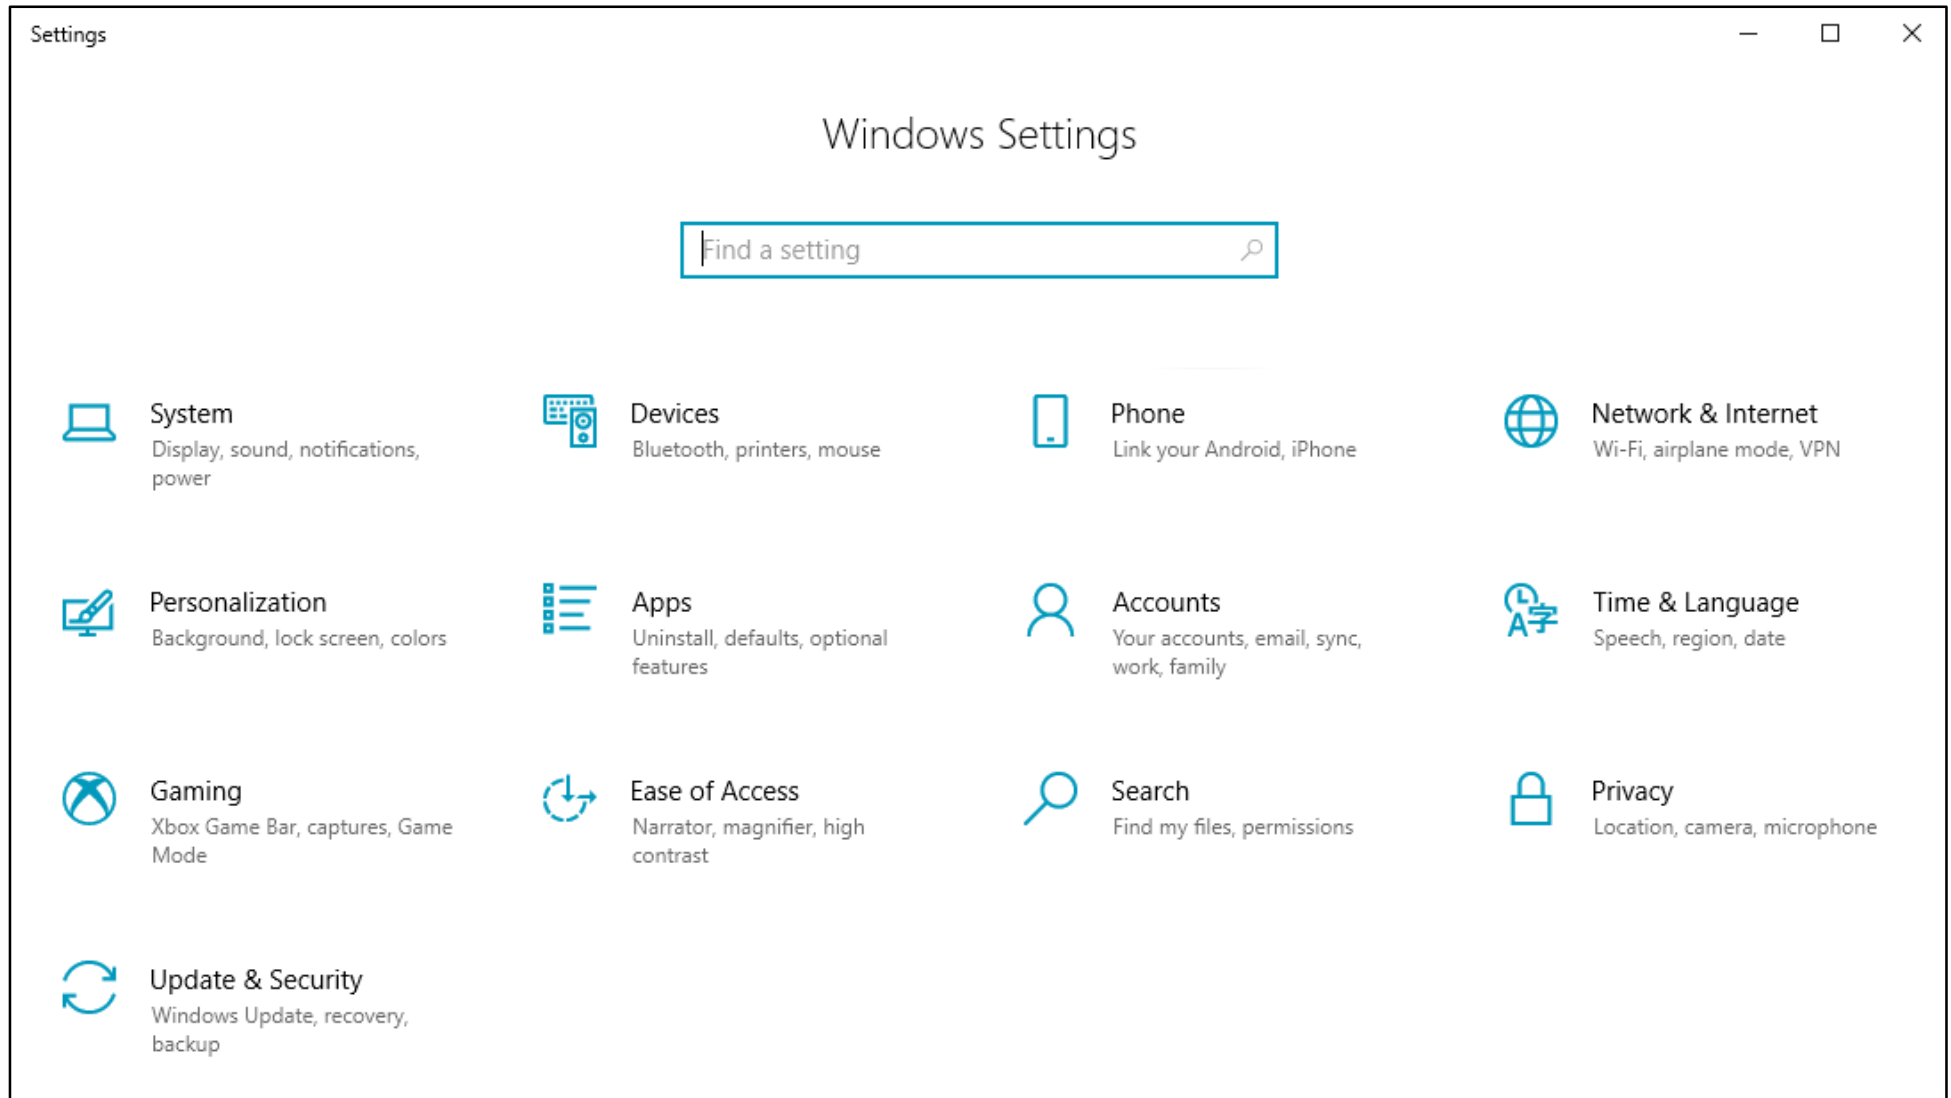 Settings
Windows Settings
Find a setting
System
Display, sound, notifications,
power
Devices
Bluetooth, printers, mouse
Phone
Link your Android, iPhone
Network & Internet
Wi-Fi, airplane mode, VPN
Personalization
Background, lock screen, colors
Apps
Uninstall, defaults, optional
features
Accounts
Your accounts, email, sync,
work, family
Time & Language
Speech, region, date
Gaming
Xbox Game Bar, captures, Game
Mode
Ease of Access
Narrator, magnifier, high
contrast
Search
Find my files, permissions
Privacy
Location, camera, microphone
Update & Security
Windows Update, recovery,
backup